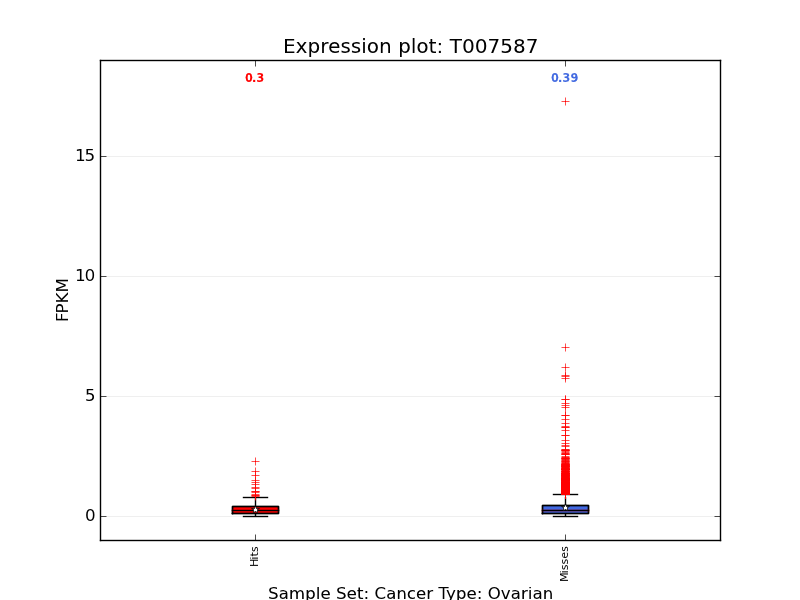 Expression plot: T007587
0.3
0.39
15
10
5
0
FPKM
Hits
Misses
Sample Set: Cancer Type: Ovarian